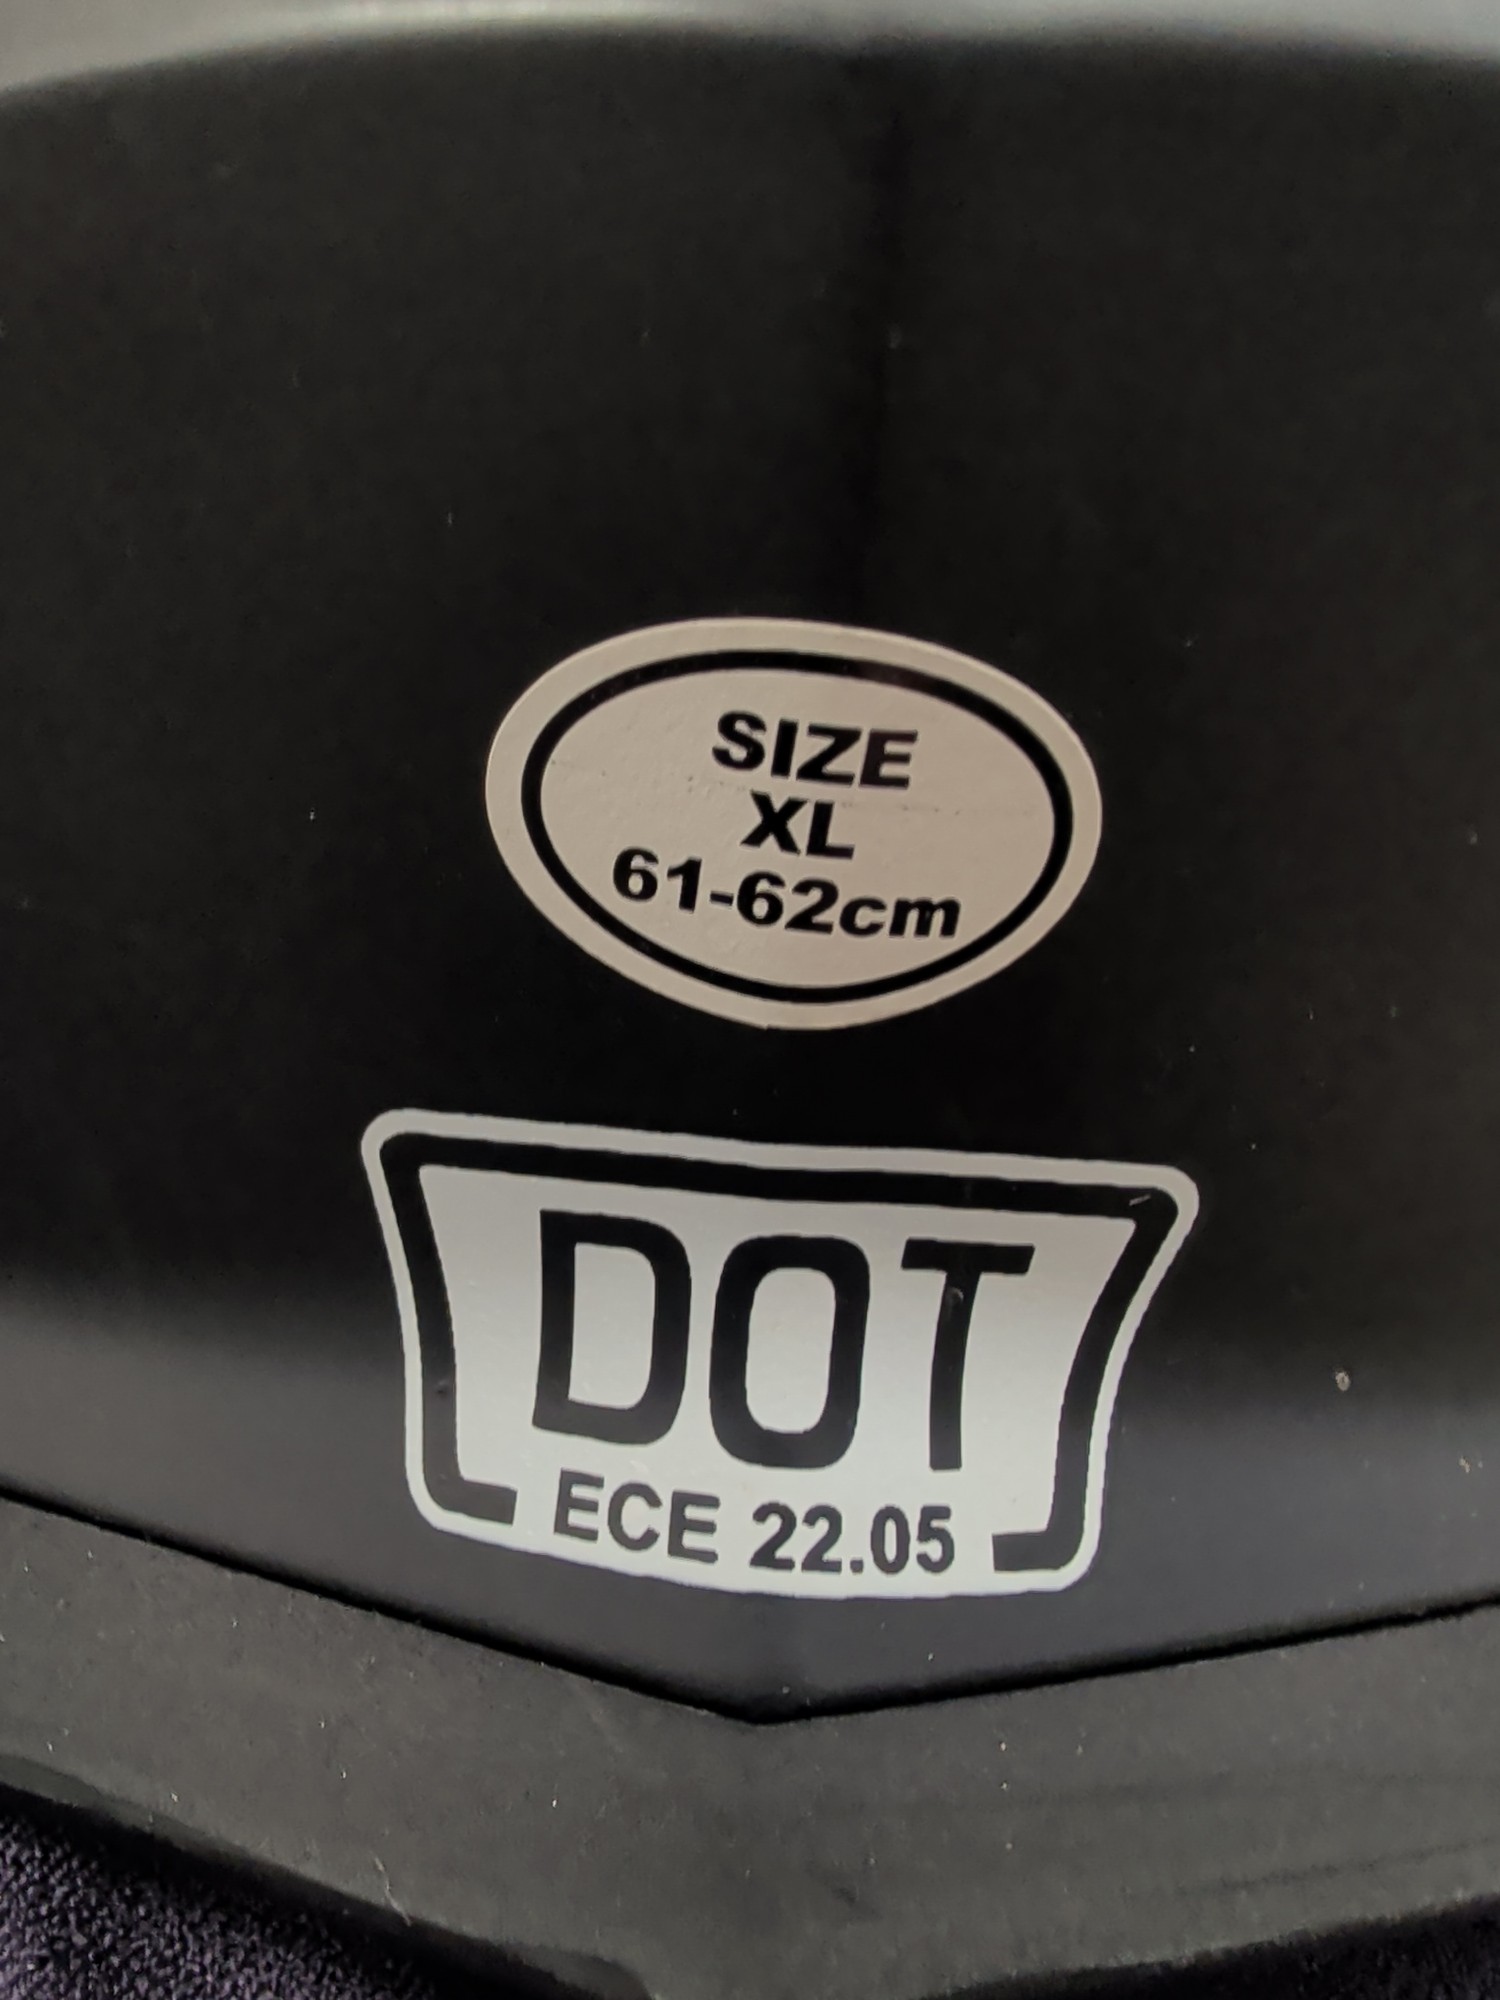 SIZE
XL
61-62cm
DOT
ECE 22.05